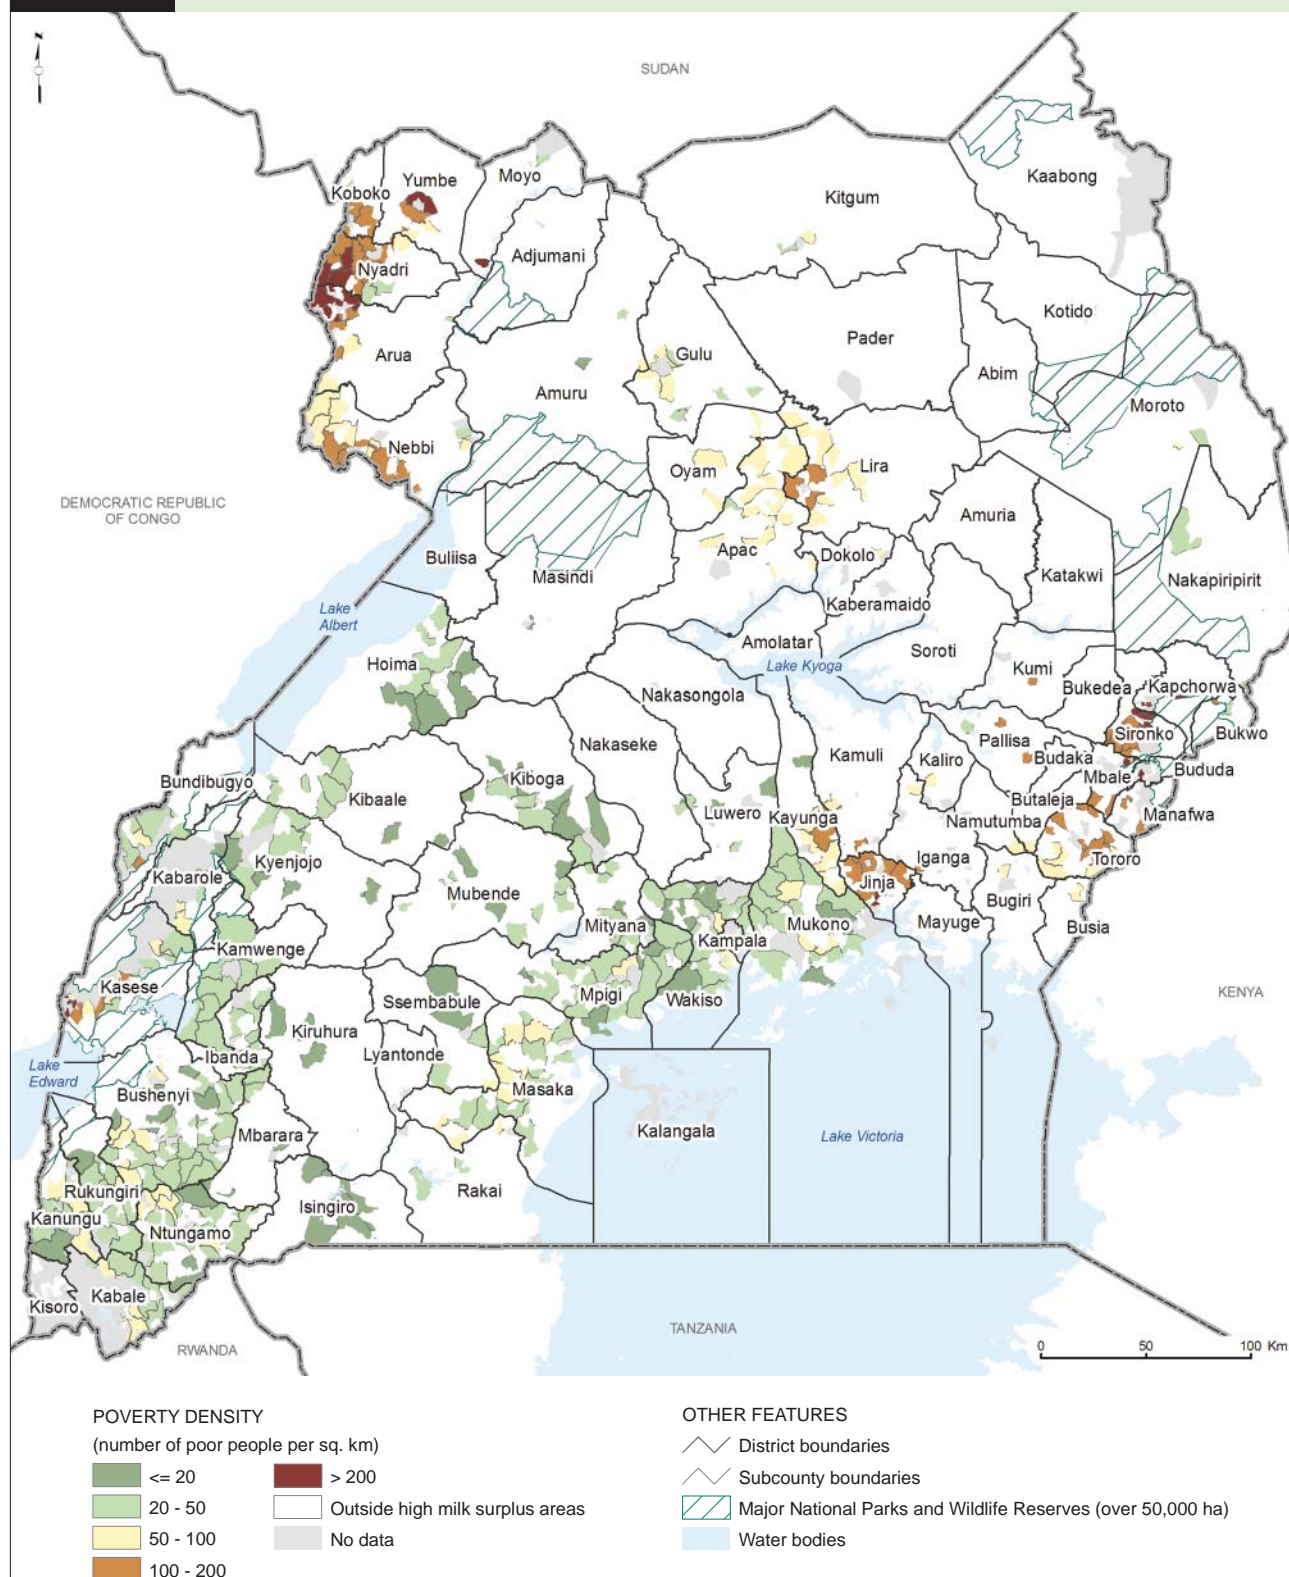 N
SUDAN
Kaabong
Moyo
Yumbe
Koboko
Kitgum
Adjumani
Nyadri
Kotido
Pader
Gulu
Arua
Abim
Amuru
Moroto
Nebbi
Oyam
Lira
DEMOCRATIC REPUBLIC
OF CONGO
Amuria
Apac
Dokolo
Buliisa
Masindi
Katakwi
Nakapiripirit
Kaberamaido
Lake
Albert
Amolatar
Soroti
Hoima
Lake Kyoga
Kumi
Bukedea
Kapchorwa
Nakasongola
Sironko
Bukwo
Nakaseke
Kamuli
Pallisa
Kaliro
Budaka
Mbale
Bududa
Bundibugyo
Kiboga
Kibaale
Butaleja
Luwero
Kayunga
Manafwa
Namutumba
Kyenjojo
Iganga
Tororo
Kabarole
Jinja
Mubende
Bugiri
Mityana
Mukono
Mayuge
Busia
Kampala
Kamwenge
Kasese
Ssembabule
Mpigi
Wakiso
KENYA
Kiruhura
Ibanda
Lyantonde
Lake
Edward
Bushenyi
Masaka
Mbarara
Kalangala
Lake Victoria
Rukungiri
Rakai
Isingiro
Kanungu
Ntungamo
Kabale
Kisoro
TANZANIA
RWANDA
0 50 100 Km
POVERTY DENSITY
(number of poor people per sq. km)
<= 20
20 - 50
50 - 100
100 - 200
> 200
Outside high milk surplus areas
No data
OTHER FEATURES
District boundaries
Subcounty boundaries
Major National Parks and Wildlife Reserves (over 50,000 ha)
Water bodies